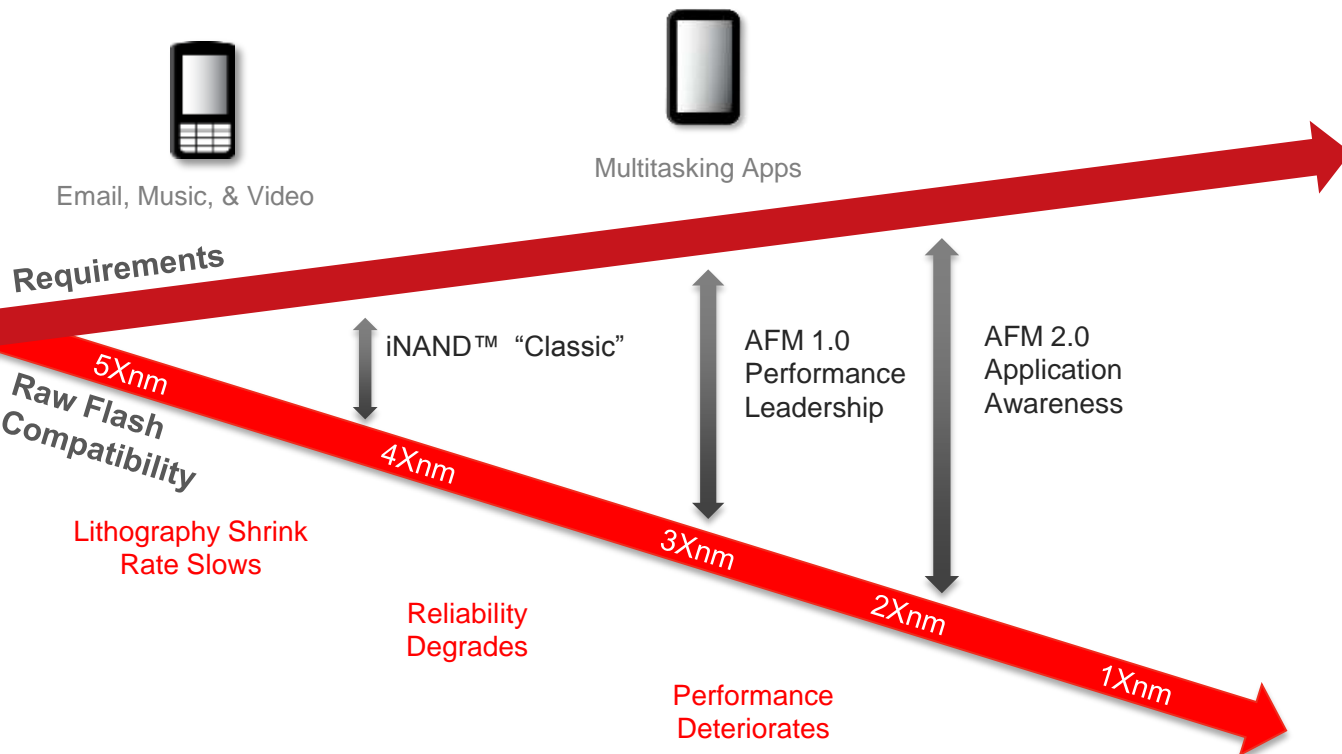 Email, Music, & Video
Multitasking Apps
Requirements
iNAND™ “Classic”
AFM 1.0
Performance
Leadership
AFM 2.0
Application
Awareness
5Xnm
Raw Flash
Compatibility
4Xnm
3Xnm
2Xnm
1Xnm
Lithography Shrink
Rate Slows
Reliability
Degrades
Performance
Deteriorates